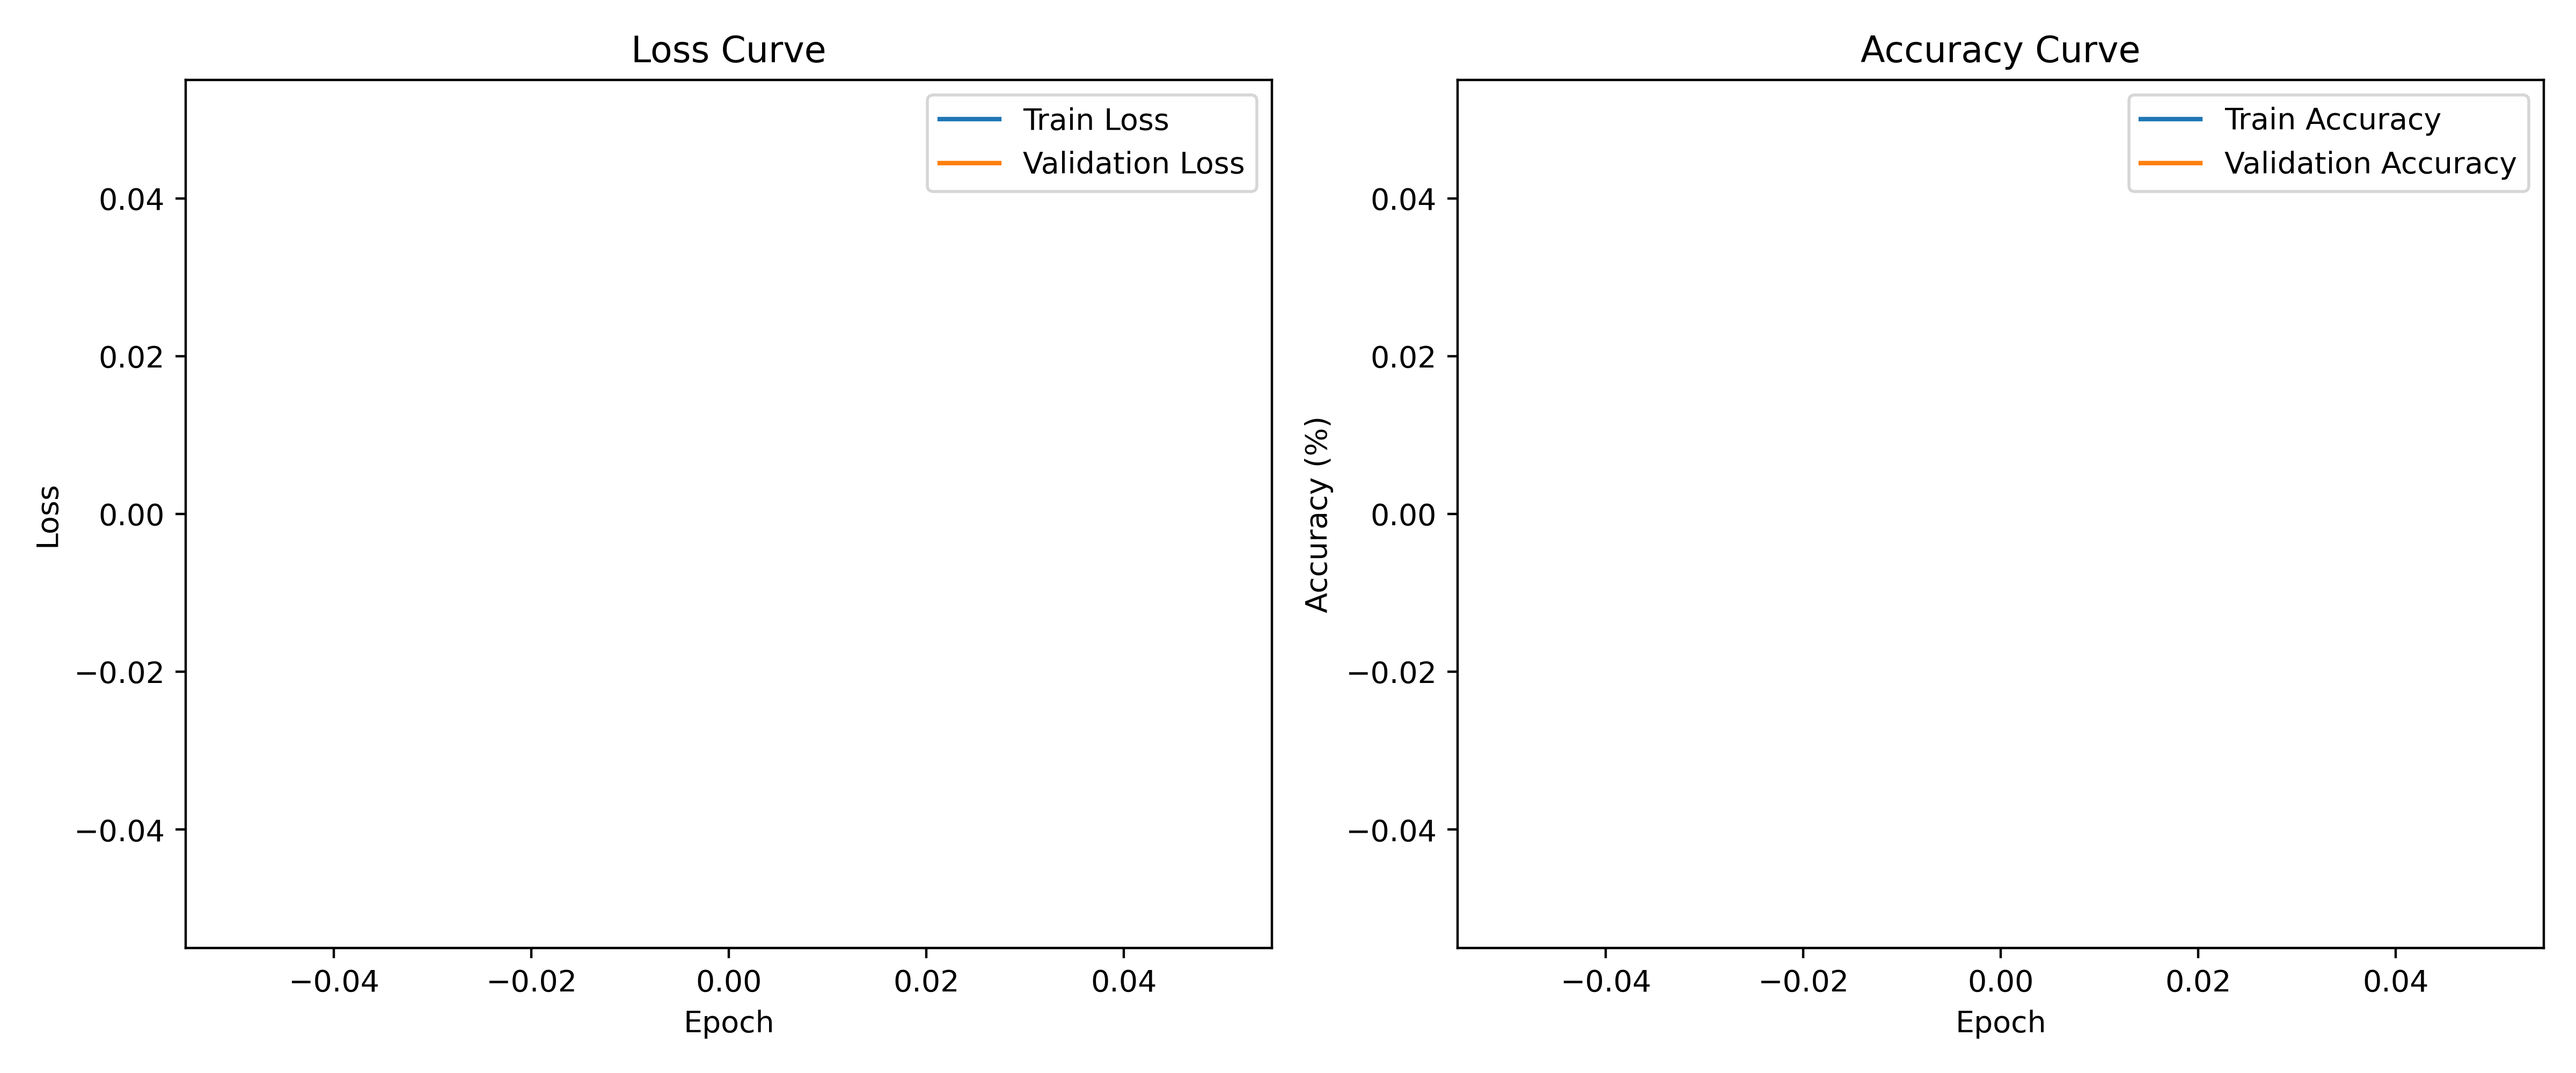 Loss Curve
Train Loss
Validation Loss
0.04
0.02
0.00
−0.02
−0.04
Loss
−0.04 −0.02 0.00 0.02 0.04
Epoch
Accuracy Curve
Train Accuracy
Validation Accuracy
0.04
0.02
0.00
−0.02
−0.04
Accuracy (%)
−0.04 −0.02 0.00 0.02 0.04
Epoch